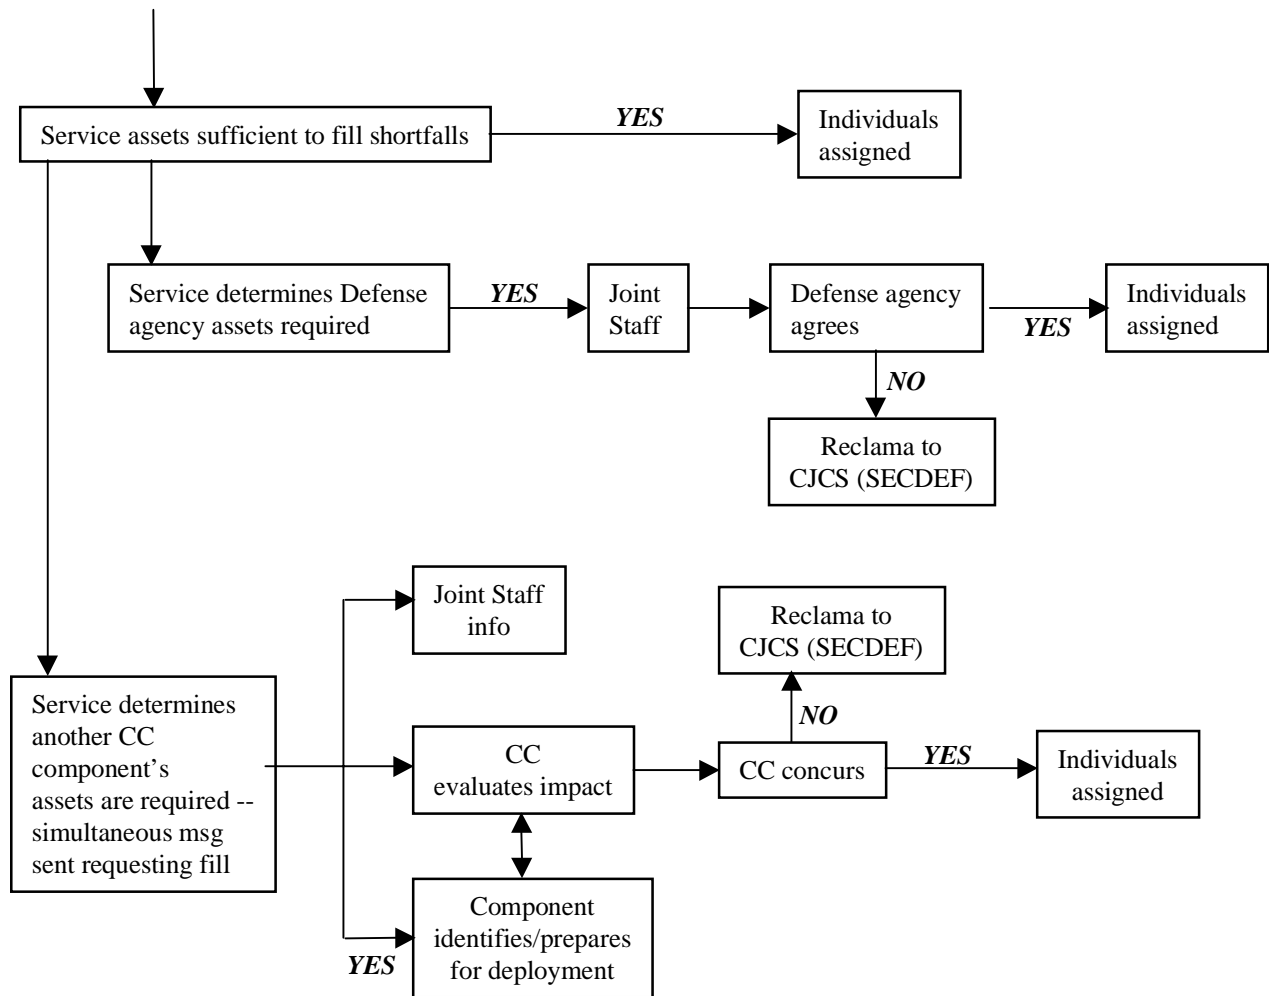 Service assets sufficient to fill shortfalls
YES
Individuals
assigned
Service determines Defense
agency assets required
YES
Joint
Staff
Defense agency
agrees
YES
Individuals
assigned
NO
Reclama to
CJCS (SECDEF)
Joint Staff
info
Reclama to
CJCS (SECDEF)
Service determines
another CC
component’s
assets are required --
simultaneous msg
sent requesting fill
NO
CC
evaluates impact
CC concurs
YES
Individuals
assigned
YES
Component
identifies/prepares
for deployment